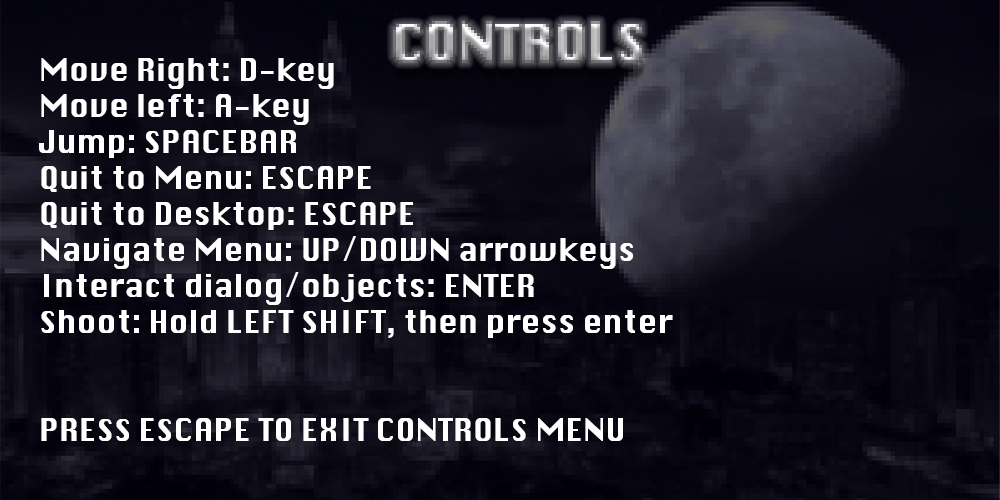 CONTROLS
Move Right: D-key
Move left: A-key
Jump: SPACEBAR
Quit to Menu: ESCAPE
Quit to Desktop: ESCAPE
Navigate Menu: UP/DOWN arrowkeys
Interact dialog/objects: ENTER
Shoot: Hold LEFT SHIFT, then press enter
PRESS ESCAPE TO EXIT CONTROLS MENU